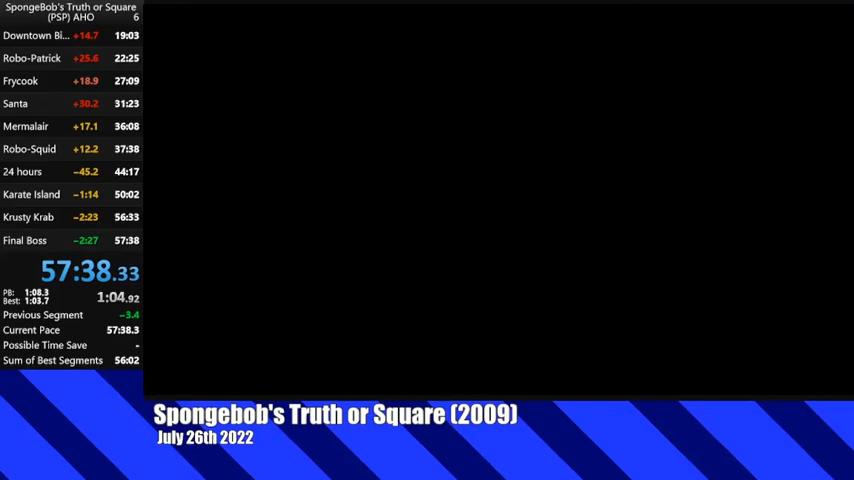 SpongeBob's Truth or Square
(PSP) AHO 6
Downtown Bi... +14.7 19:03
Robo-Patrick +25.6 22:25
Frycook +18.9 27:09
Santa +30.2 31:23
Mermalair +17.1 36:08
Robo-Squid +12.2 37:38
24 hours −45.2 44:17
Karate Island −1:14 50:02
Krusty Krab −2:23 56:33
Final Boss −2:27 57:38
57:38.33
PB: 1:08.3
Best: 1:03.7
1:04.92
Previous Segment −3.4
Current Pace 57:38.3
Possible Time Save -
Sum of Best Segments 56:02
Spongebob's Truth or Square (2009)
July 26th 2022